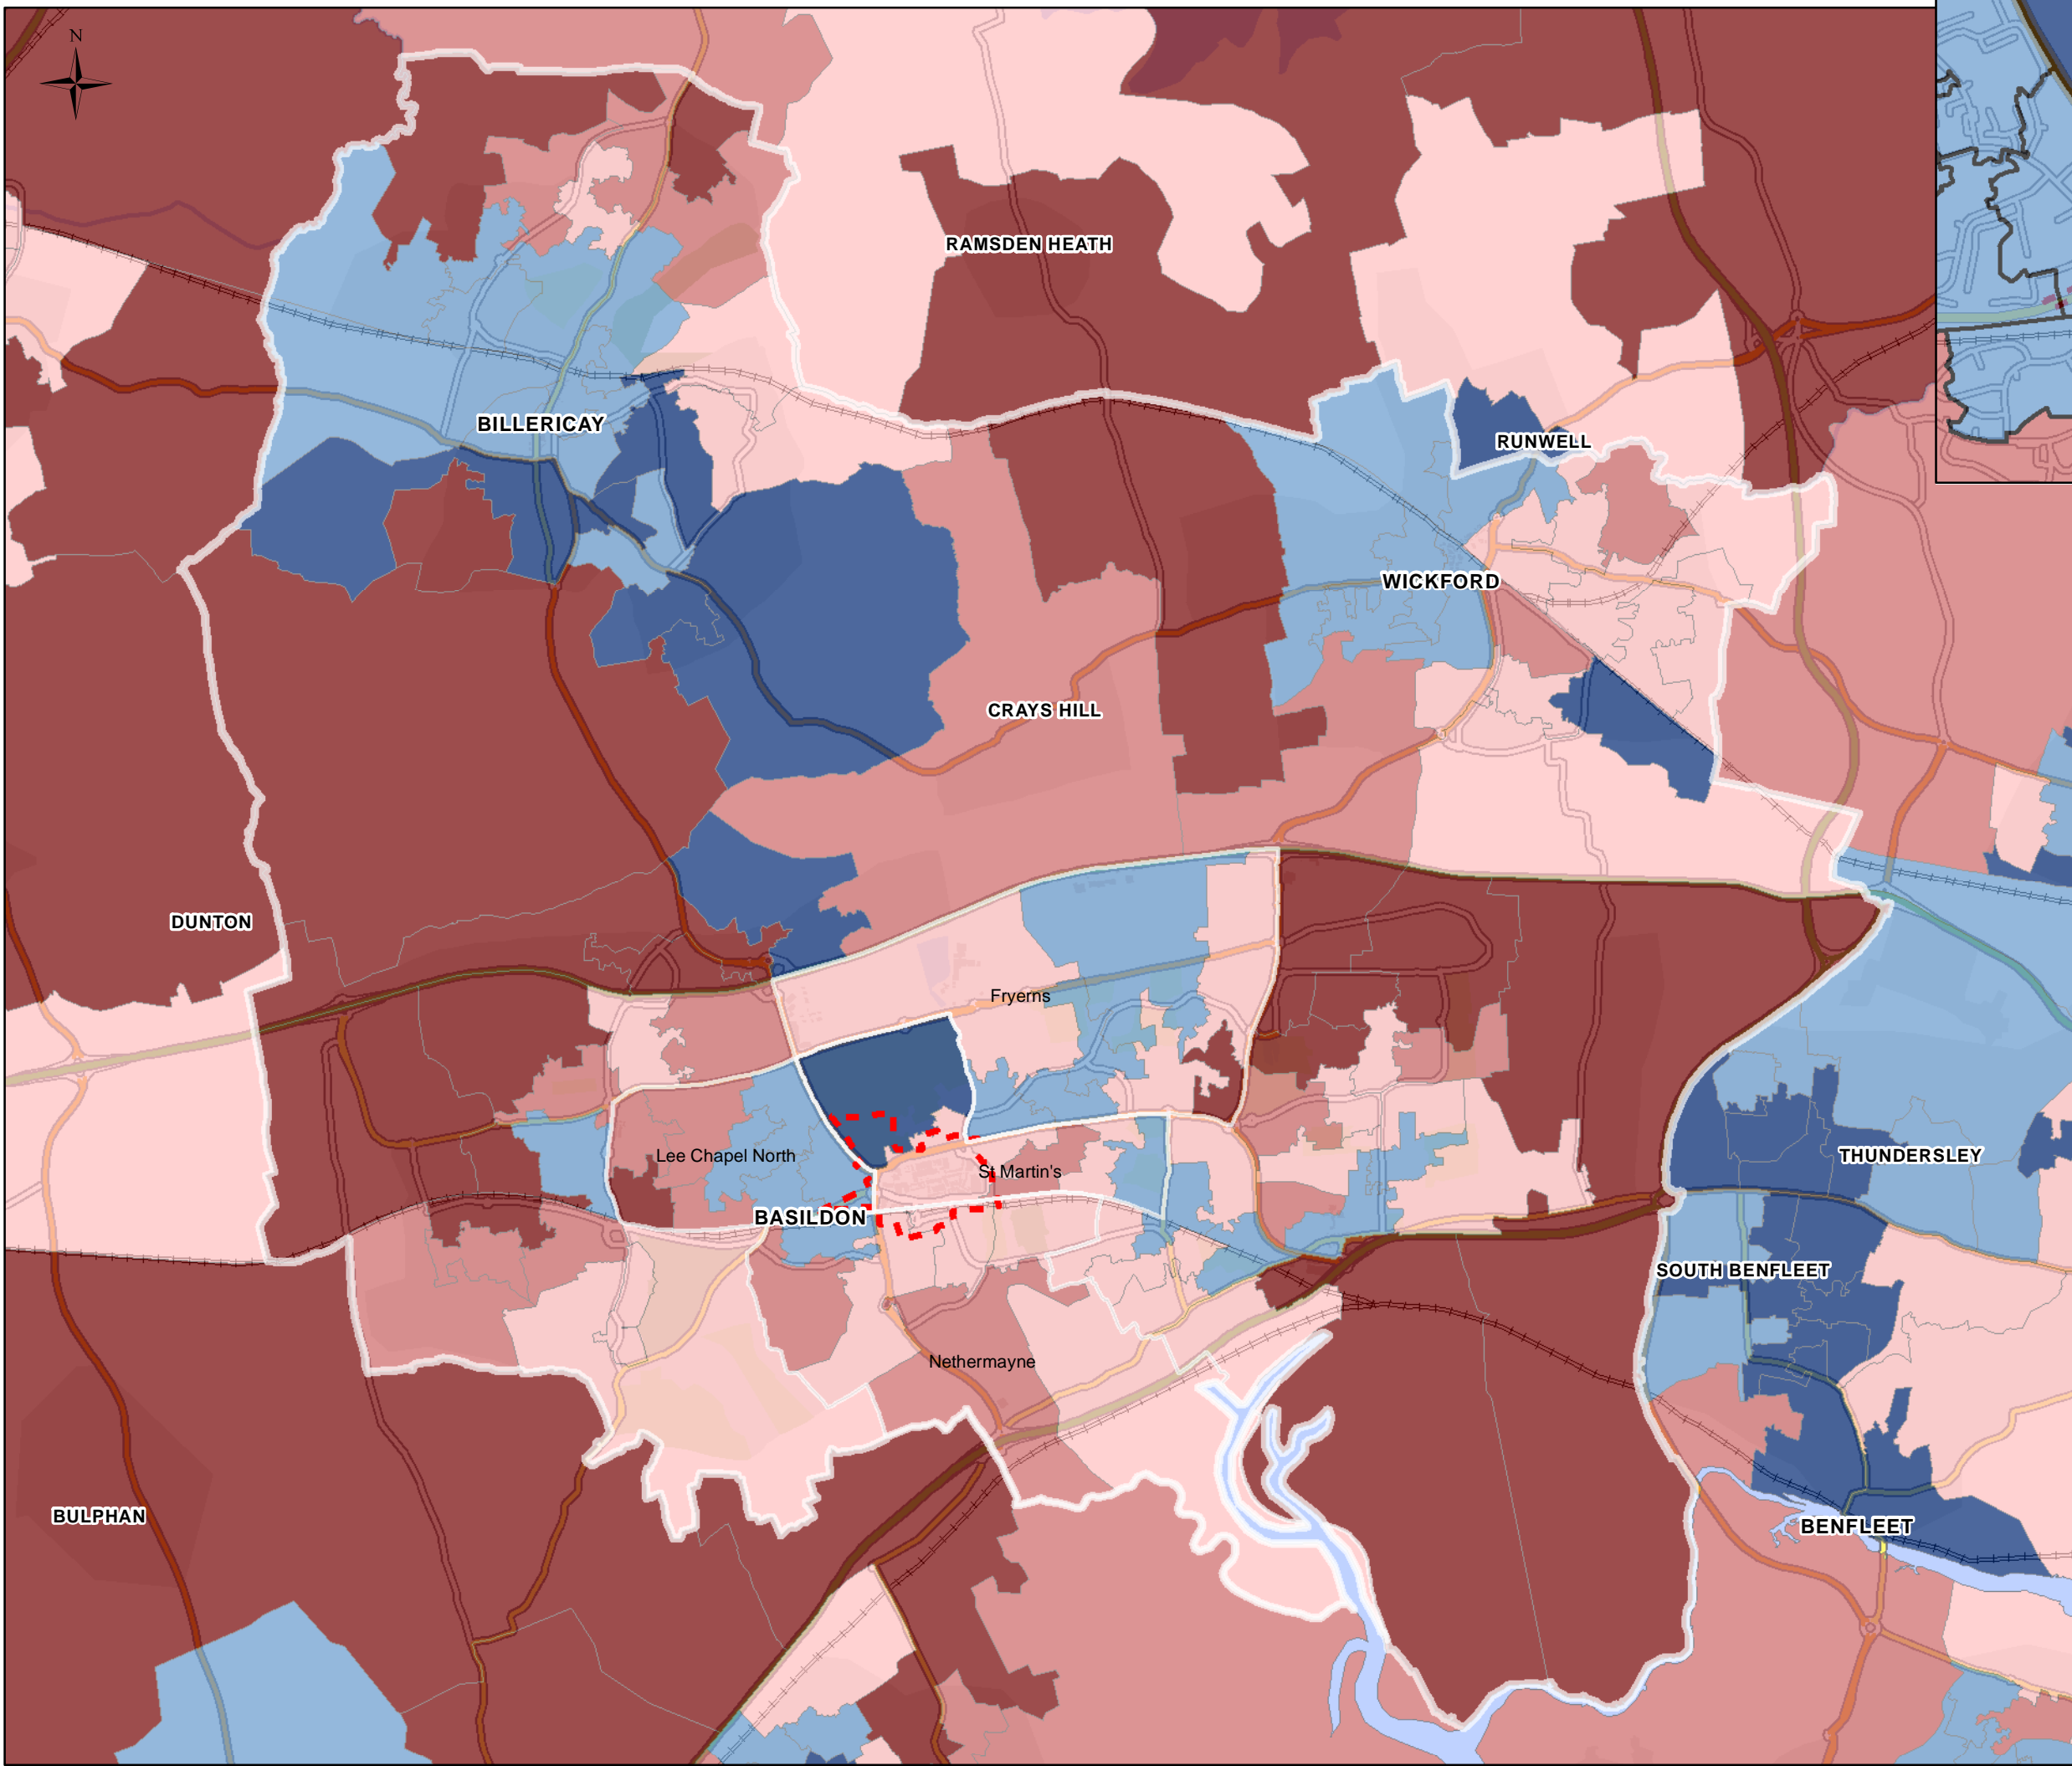 N
RAMSDEN HEATH
BILLERICAY
RUNWELL
WICKFORD
CRAYS HILL
DUNTON
Fryerns
Lee Chapel North
St Martin's
THUNDERSLEY
BASILDON
SOUTH BENFLEET
Nethermayne
BULPHAN
BENFLEET